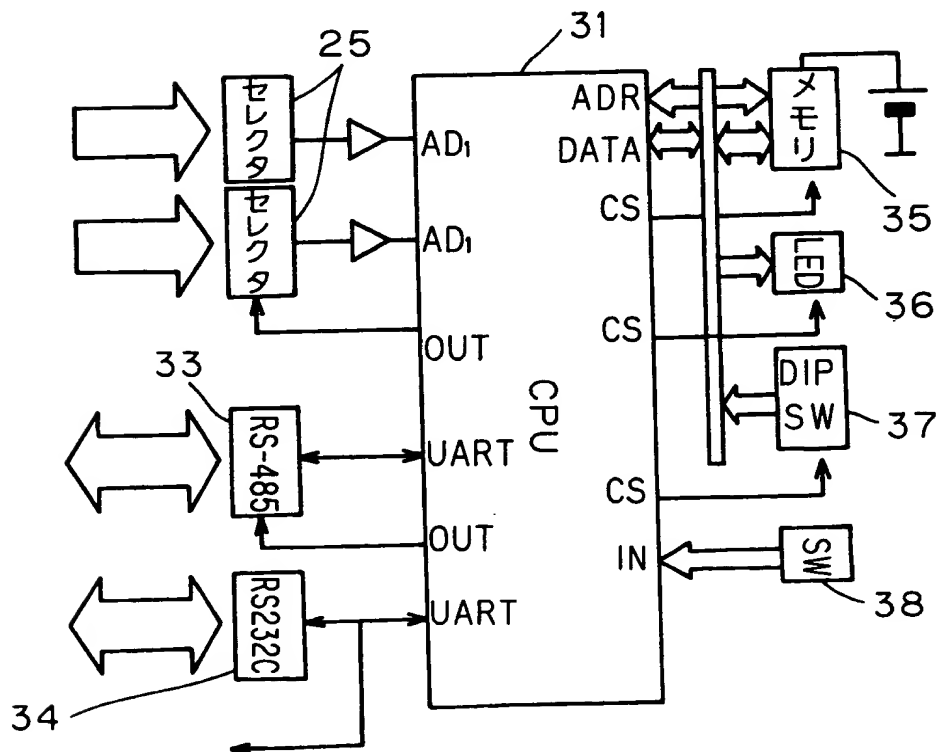 25
31
セレクタ
AD₁
セレクタ
AD₁
OUT
33
RS-485
UART
OUT
RS232C
UART
34
CPU
ADR
DATA
CS
CS
CS
IN
メモリ
35
LED
36
DIP
SW
37
SW
38